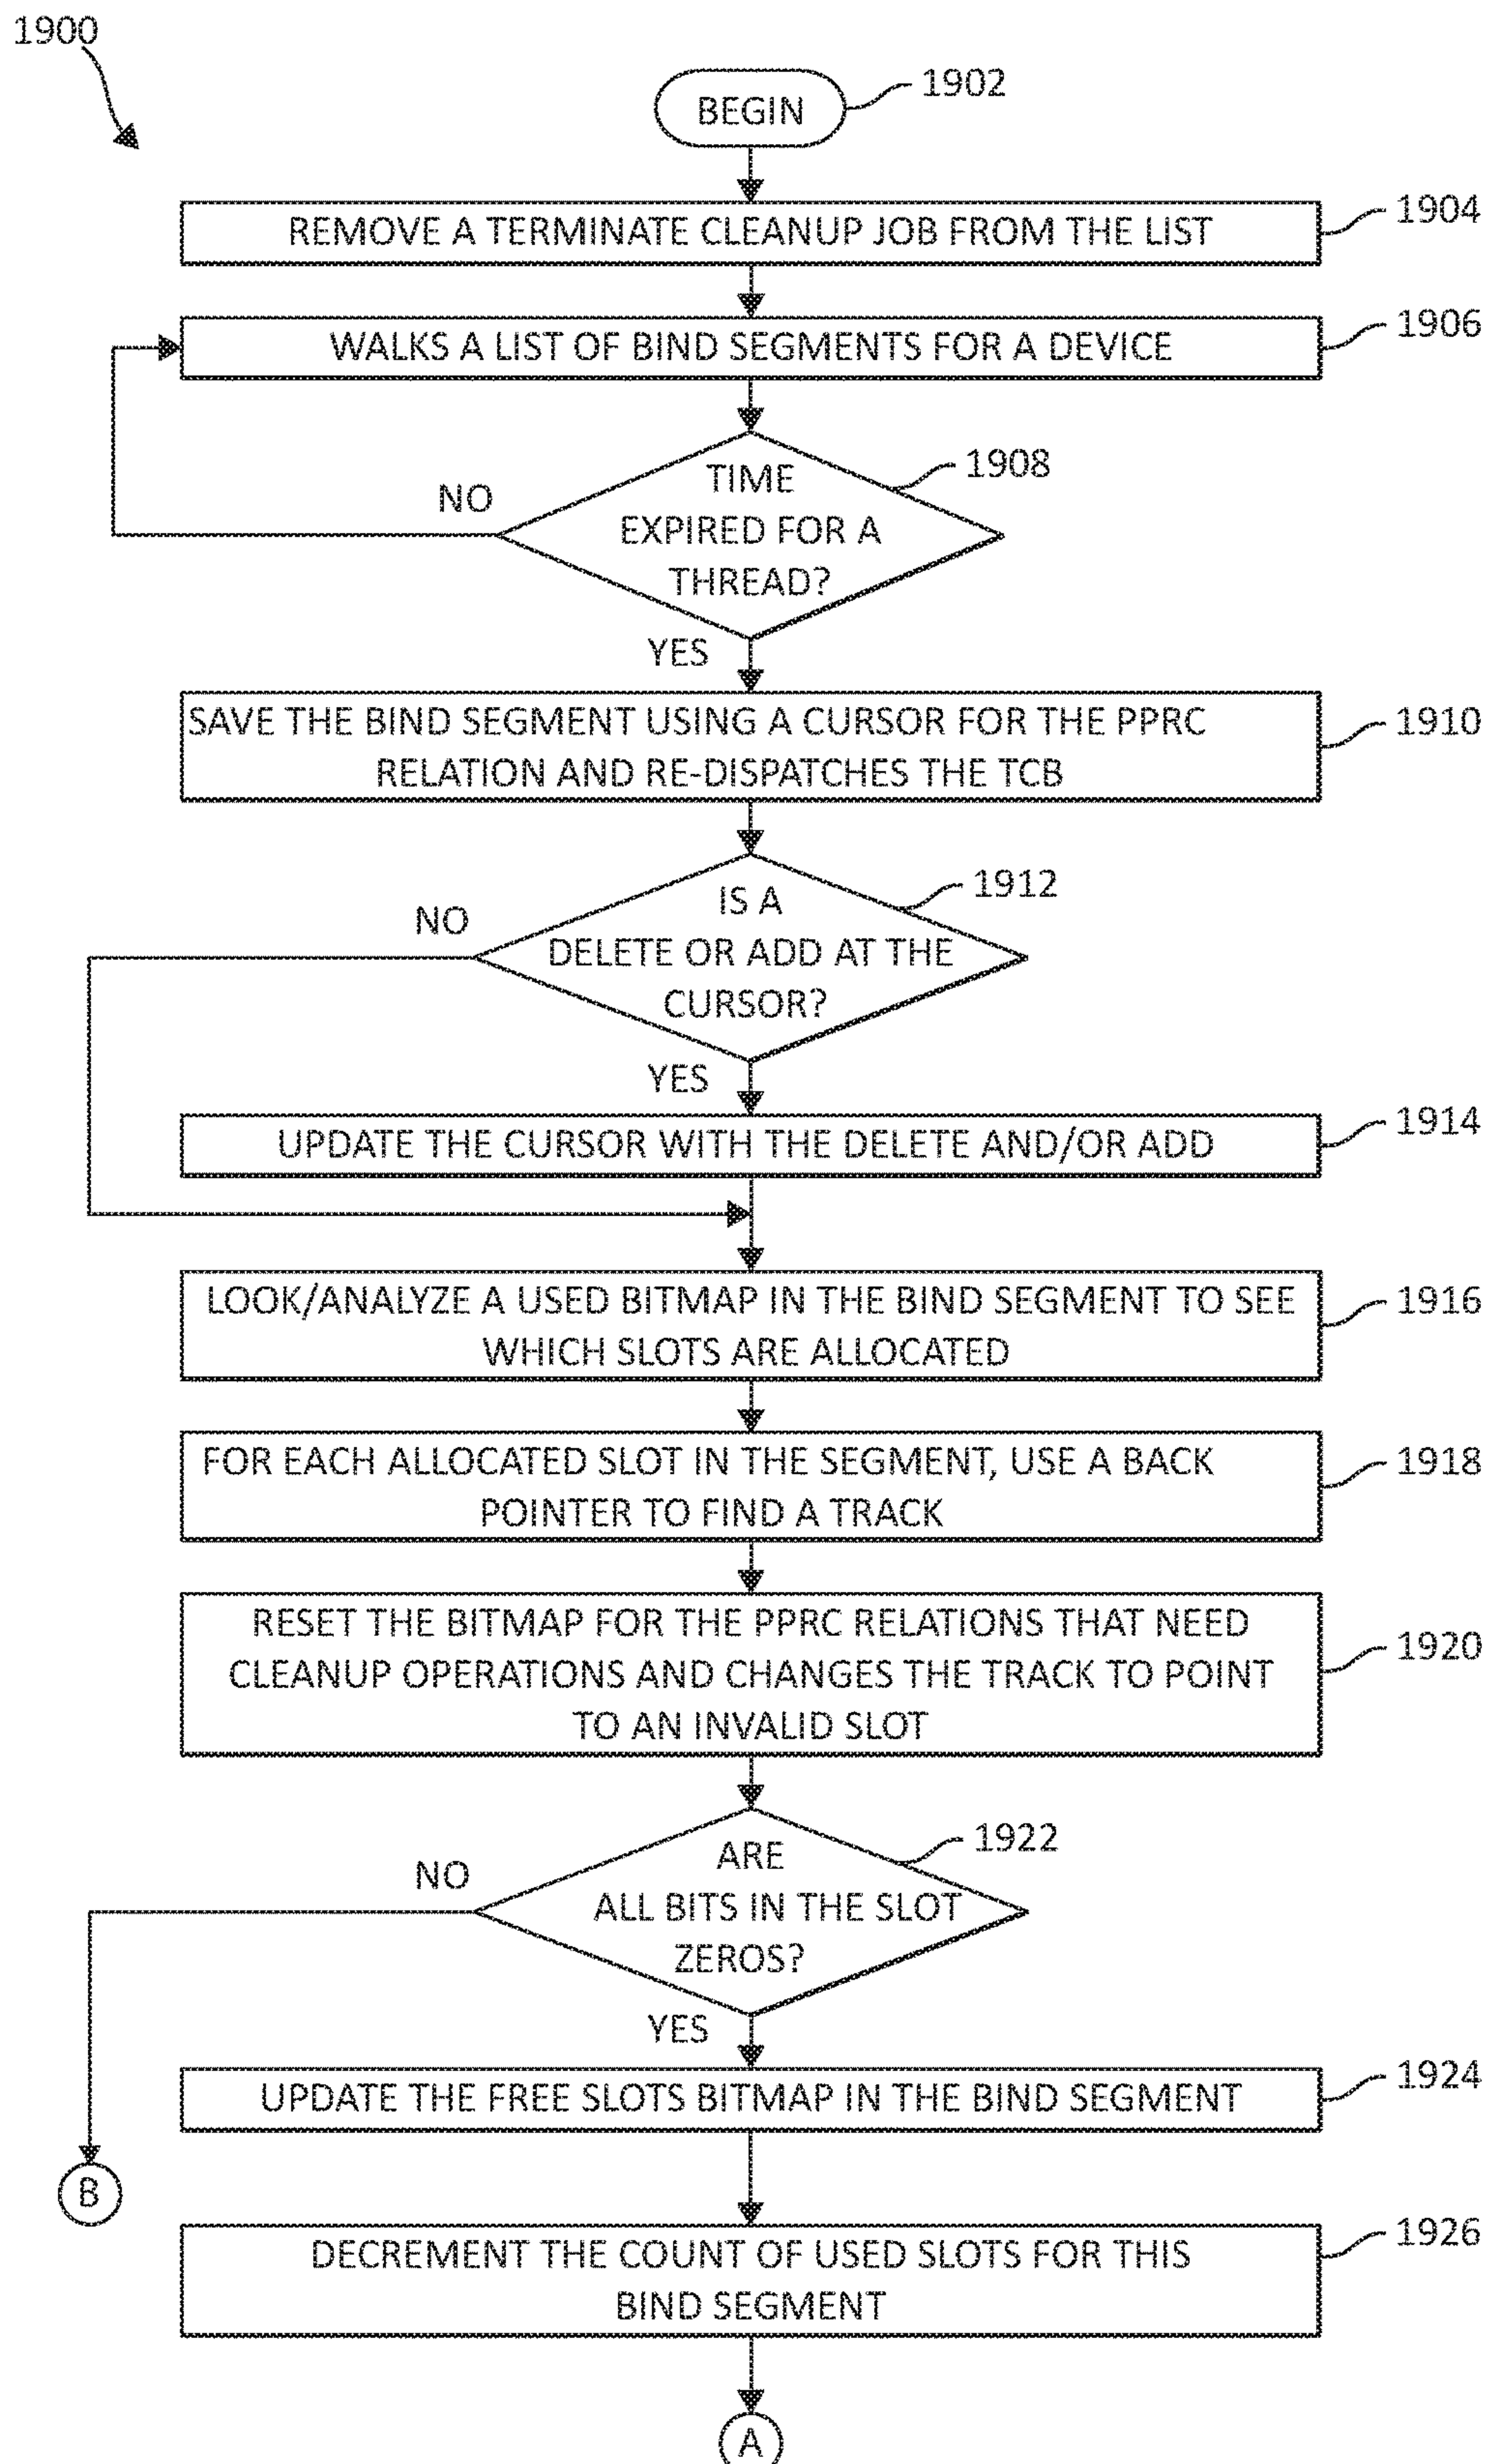 1900
BEGIN
1902
REMOVE A TERMINATE CLEANUP JOB FROM THE LIST
1904
WALKS A LIST OF BIND SEGMENTS FOR A DEVICE
1906
TIME
EXPIRED FOR A
THREAD?
1908
NO
YES
SAVE THE BIND SEGMENT USING A CURSOR FOR THE PPRC
RELATION AND RE-DISPATCHES THE TCB
1910
IS A
DELETE OR ADD AT THE
CURSOR?
1912
NO
YES
UPDATE THE CURSOR WITH THE DELETE AND/OR ADD
1914
LOOK/ANALYZE A USED BITMAP IN THE BIND SEGMENT TO SEE
WHICH SLOTS ARE ALLOCATED
1916
FOR EACH ALLOCATED SLOT IN THE SEGMENT, USE A BACK
POINTER TO FIND A TRACK
1918
RESET THE BITMAP FOR THE PPRC RELATIONS THAT NEED
CLEANUP OPERATIONS AND CHANGES THE TRACK TO POINT
TO AN INVALID SLOT
1920
ARE
ALL BITS IN THE SLOT
ZEROS?
1922
NO
YES
UPDATE THE FREE SLOTS BITMAP IN THE BIND SEGMENT
1924
B
DECREMENT THE COUNT OF USED SLOTS FOR THIS
BIND SEGMENT
1926
A